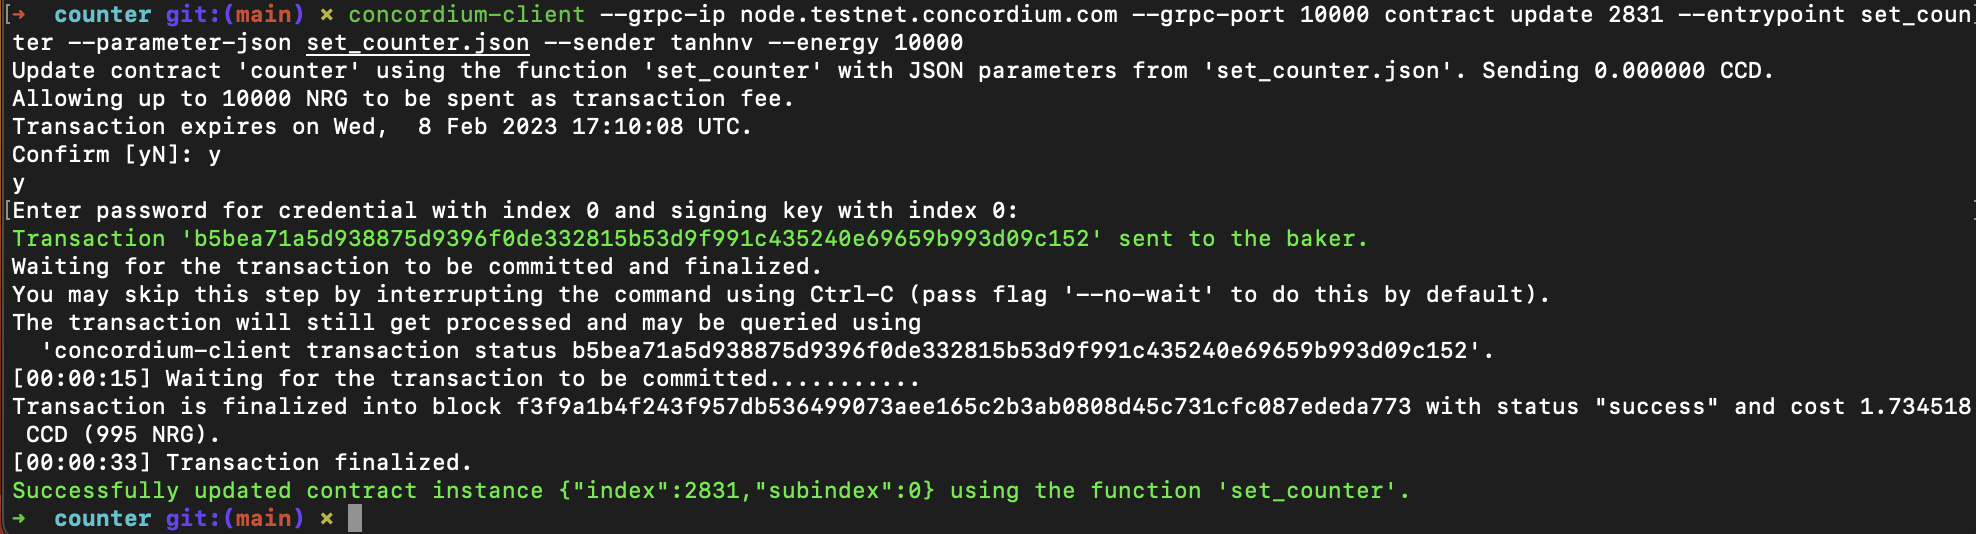 → counter git:(main) × concordium-client --grpc-ip node.testnet.concordium.com --grpc-port 10000 contract update 2831 --entrypoint set_coun
ter --parameter-json set_counter.json --sender tanhnv --energy 10000
Update contract 'counter' using the function 'set_counter' with JSON parameters from 'set_counter.json'. Sending 0.000000 CCD.
Allowing up to 10000 NRG to be spent as transaction fee.
Transaction expires on Wed,  8 Feb 2023 17:10:08 UTC.
Confirm [yN]: y
y
Enter password for credential with index 0 and signing key with index 0:
Transaction 'b5bea71a5d938875d9396f0de332815b53d9f991c435240e69659b993d09c152' sent to the baker.
Waiting for the transaction to be committed and finalized.
You may skip this step by interrupting the command using Ctrl-C (pass flag '--no-wait' to do this by default).
The transaction will still get processed and may be queried using
  'concordium-client transaction status b5bea71a5d938875d9396f0de332815b53d9f991c435240e69659b993d09c152'.
[00:00:15] Waiting for the transaction to be committed...........
Transaction is finalized into block f3f9a1b4f243f957db536499073aee165c2b3ab0808d45c731cfc087ededa773 with status "success" and cost 1.734518
 CCD (995 NRG).
[00:00:33] Transaction finalized.
Successfully updated contract instance {"index":2831,"subindex":0} using the function 'set_counter'.
→ counter git:(main) ×